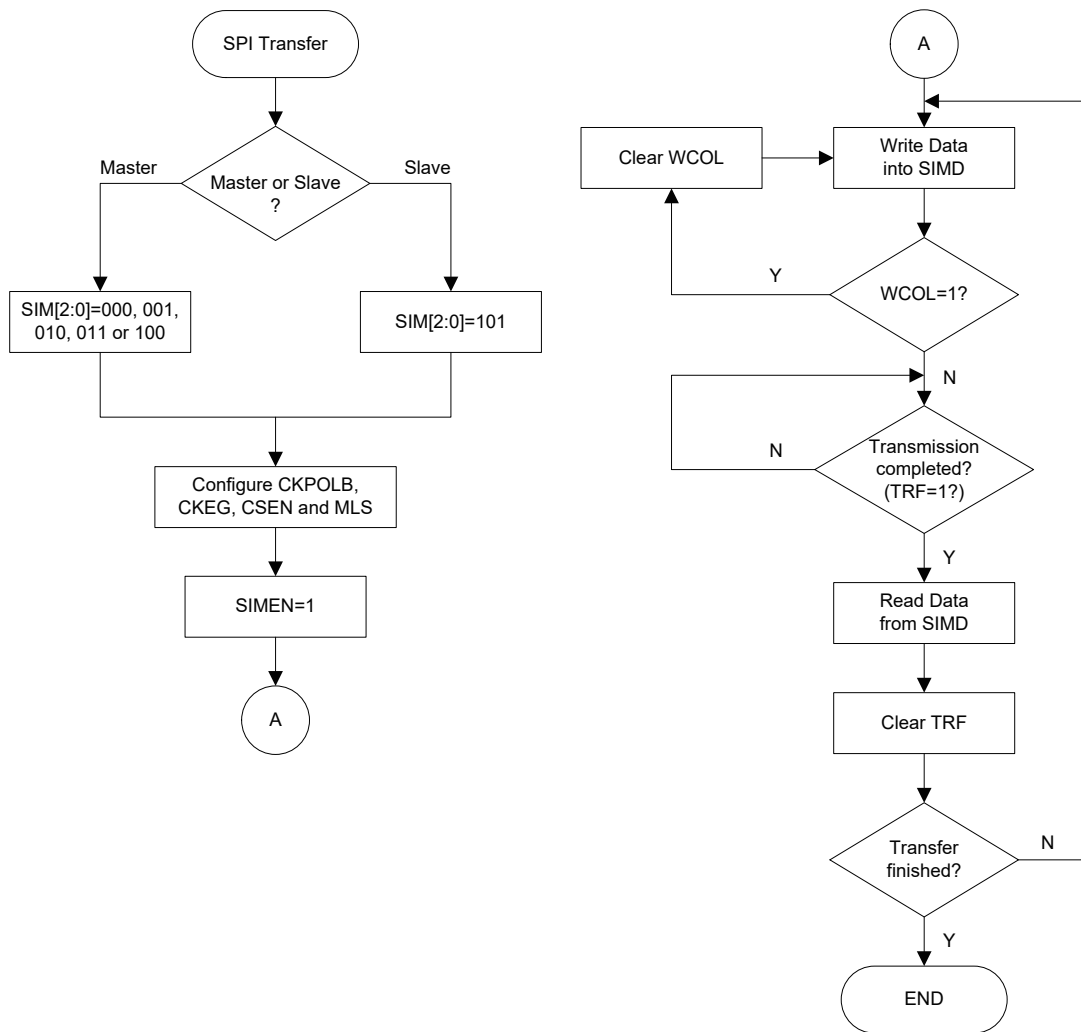 SPI Transfer
Master or Slave
?
Master
Slave
SIM[2:0]=000, 001,
010, 011 or 100
SIM[2:0]=101
Configure CKPOLB,
CKEG, CSEN and MLS
SIMEN=1
A
A
Write Data
into SIMD
Clear WCOL
WCOL=1?
Y
N
Transmission
completed?
(TRF=1?)
N
Y
Read Data
from SIMD
Clear TRF
Transfer
finished?
N
Y
END